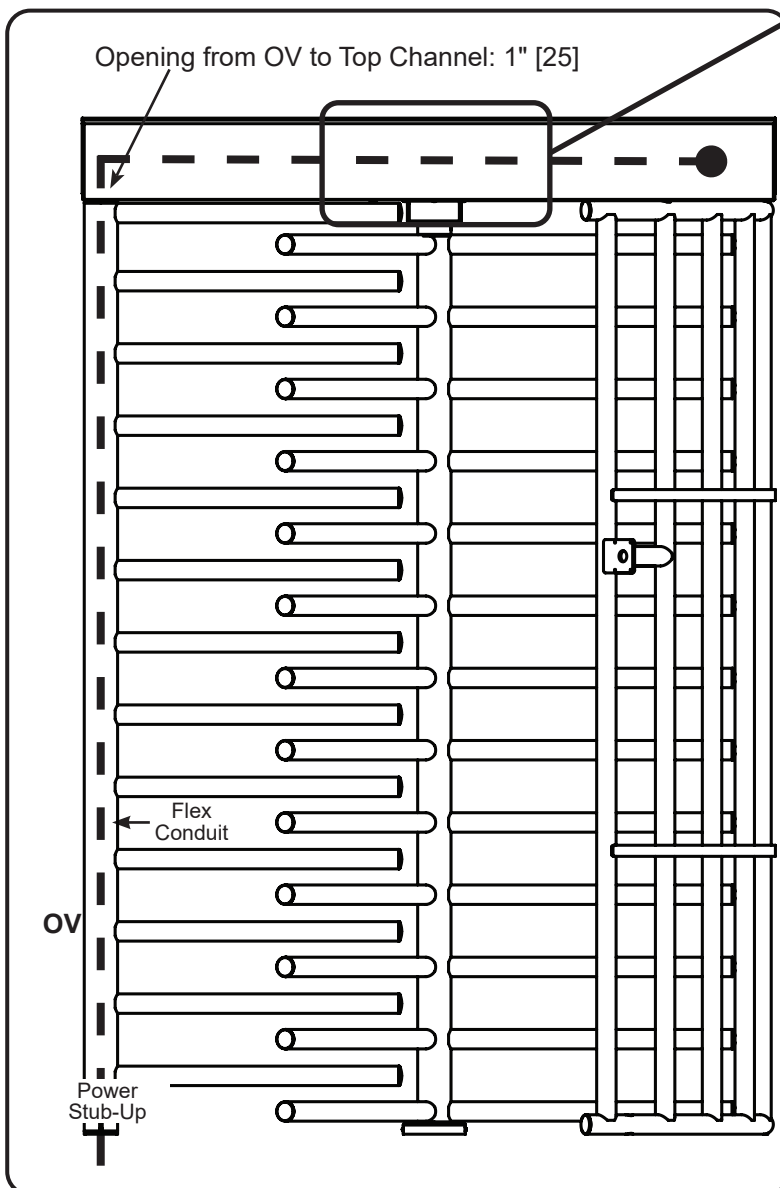 Opening from OV to Top Channel: 1" [25]
Flex
Conduit
OV
Power
Stub-Up